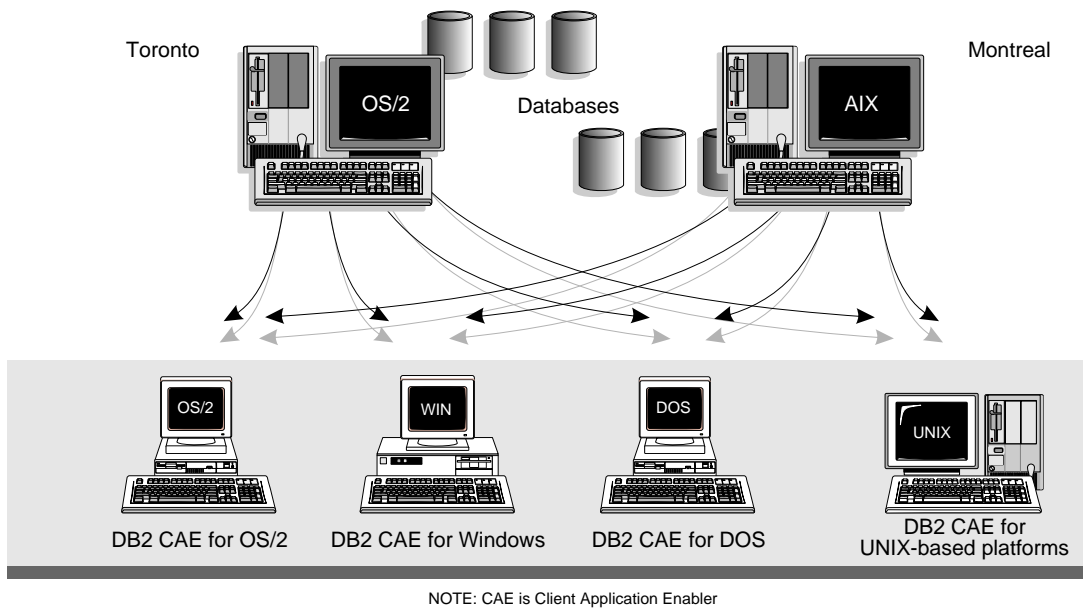 Toronto
Montreal
OS/2
AIX
Databases
OS/2
WIN
DOS
UNIX
DB2 CAE for OS/2
DB2 CAE for Windows
DB2 CAE for DOS
DB2 CAE for
UNIX-based platforms
NOTE: CAE is Client Application Enabler